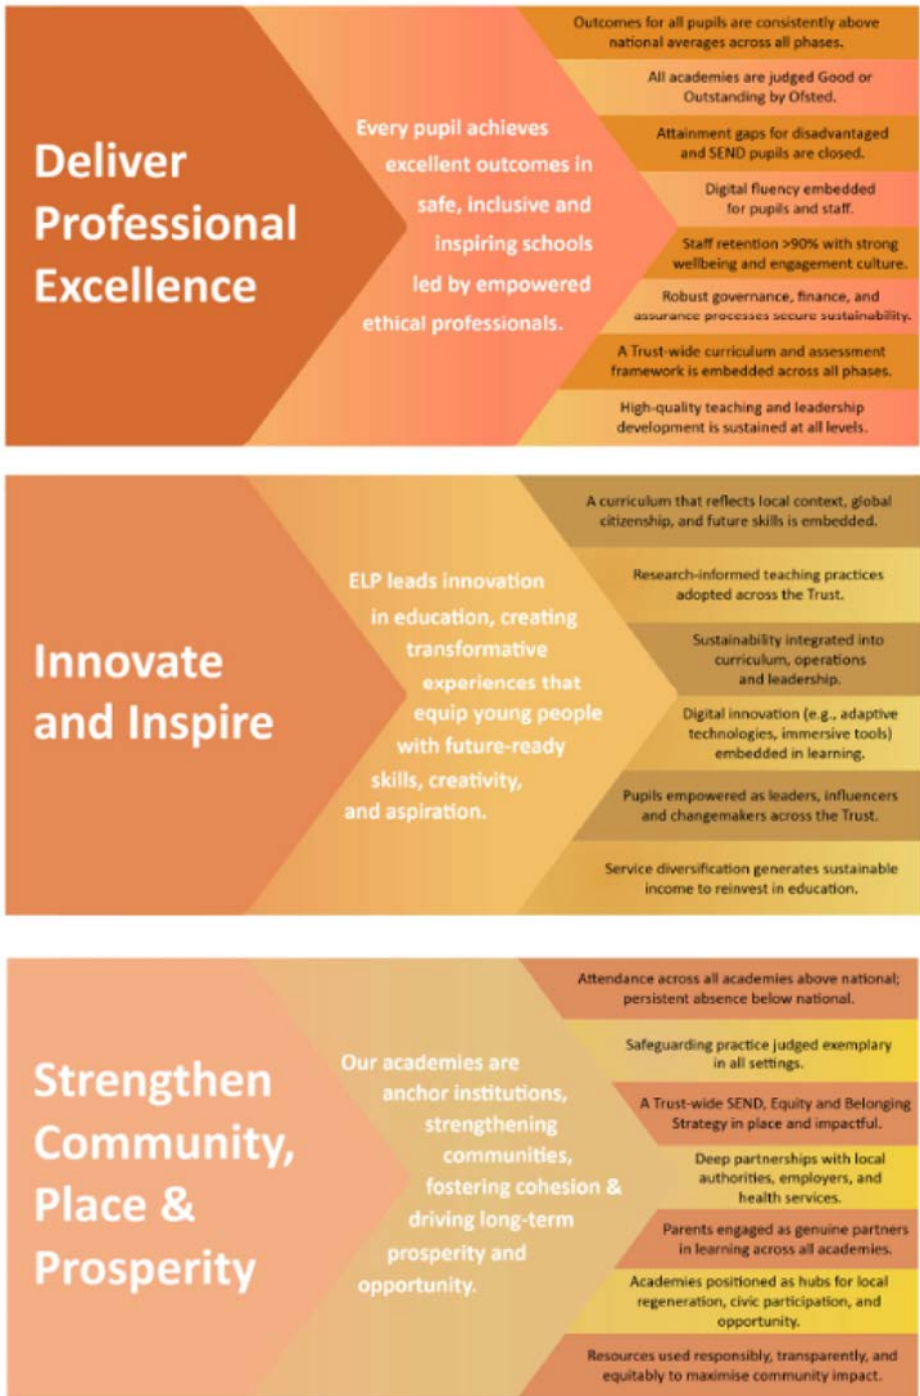 Deliver
Professional
Excellence
Every pupil achieves
excellent outcomes in
safe, inclusive and
inspiring schools
led by empowered
ethical professionals.
Outcomes for all pupils are consistently above
national averages across all phases.
All academies are judged Good or
Outstanding by Ofsted.
Attainment gaps for disadvantaged
and SEND pupils are closed.
Digital fluency embedded
for pupils and staff.
Staff retention >90% with strong
wellbeing and engagement culture.
Robust governance, finance, and
assurance processes secure sustainability.
A Trust-wide curriculum and assessment
framework is embedded across all phases.
High-quality teaching and leadership
development is sustained at all levels.
Innovate
and Inspire
ELP leads innovation
in education, creating
transformative
experiences that
equip young people
with future-ready
skills, creativity,
and aspiration.
A curriculum that reflects local context, global
citizenship, and future skills is embedded.
Research-informed teaching practices
adopted across the Trust.
Sustainability integrated into
curriculum, operations
and leadership.
Digital innovation (e.g., adaptive
technologies, immersive tools)
embedded in learning.
Pupils empowered as leaders, influencers
and changemakers across the Trust.
Service diversification generates sustainable
income to reinvest in education.
Strengthen
Community,
Place &
Prosperity
Our academies are
anchor institutions,
strengthening
communities,
fostering cohesion &
driving long-term
prosperity and
opportunity.
Attendance across all academies above national;
persistent absence below national.
Safeguarding practice judged exemplary
in all settings.
A Trust-wide SEND, Equity and Belonging
Strategy in place and impactful.
Deep partnerships with local
authorities, employers, and
health services.
Parents engaged as genuine partners
in learning across all academies.
Academies positioned as hubs for local
regeneration, civic participation, and
opportunity.
Resources used responsibly, transparently, and
equitably to maximise community impact.